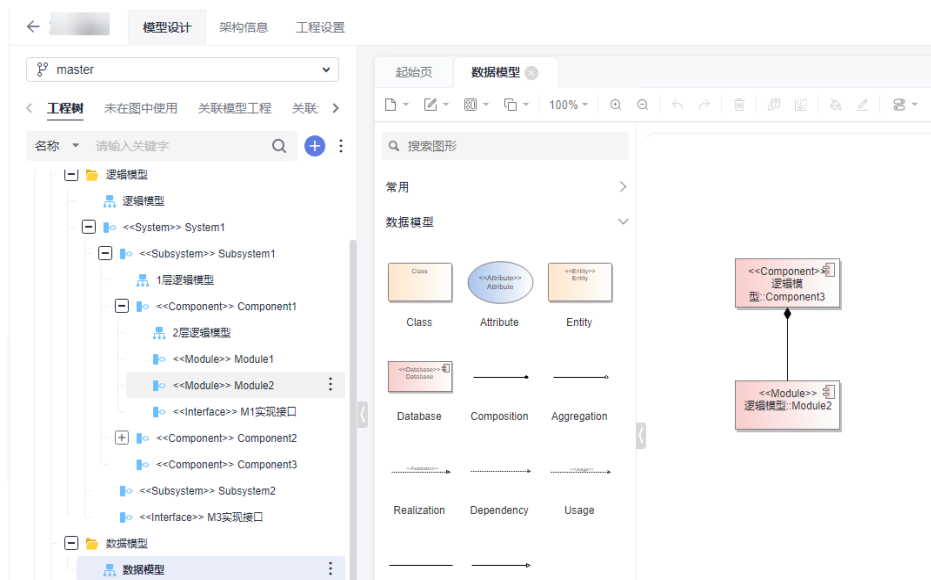 模型设计 架构信息 工程设置
master
起始页 数据模型
工程树 未在图中使用 关联模型工程 关联
100%
名称 请输入关键字
搜索图形
逻辑模型
逻辑模型
<<System>> System1
<<Subsystem>> Subsystem1
1层逻辑模型
<<Component>> Component1
2层逻辑模型
<<Module>> Module1
<<Module>> Module2
<<Interface>> M1实现接口
<<Component>> Component2
<<Component>> Component3
<<Subsystem>> Subsystem2
<<Interface>> M3实现接口
数据模型
数据模型
常用
数据模型
Class
<<Attribute>>
Attribute
<<Entity>>
Entity
Class Attribute Entity
<<Database>>
Database
Database Composition Aggregation
<<Realization>>
<<Usage>>
Realization Dependency Usage
<<Component>>
逻辑模
型::Component3
<<Module>>
逻辑模型::Module2